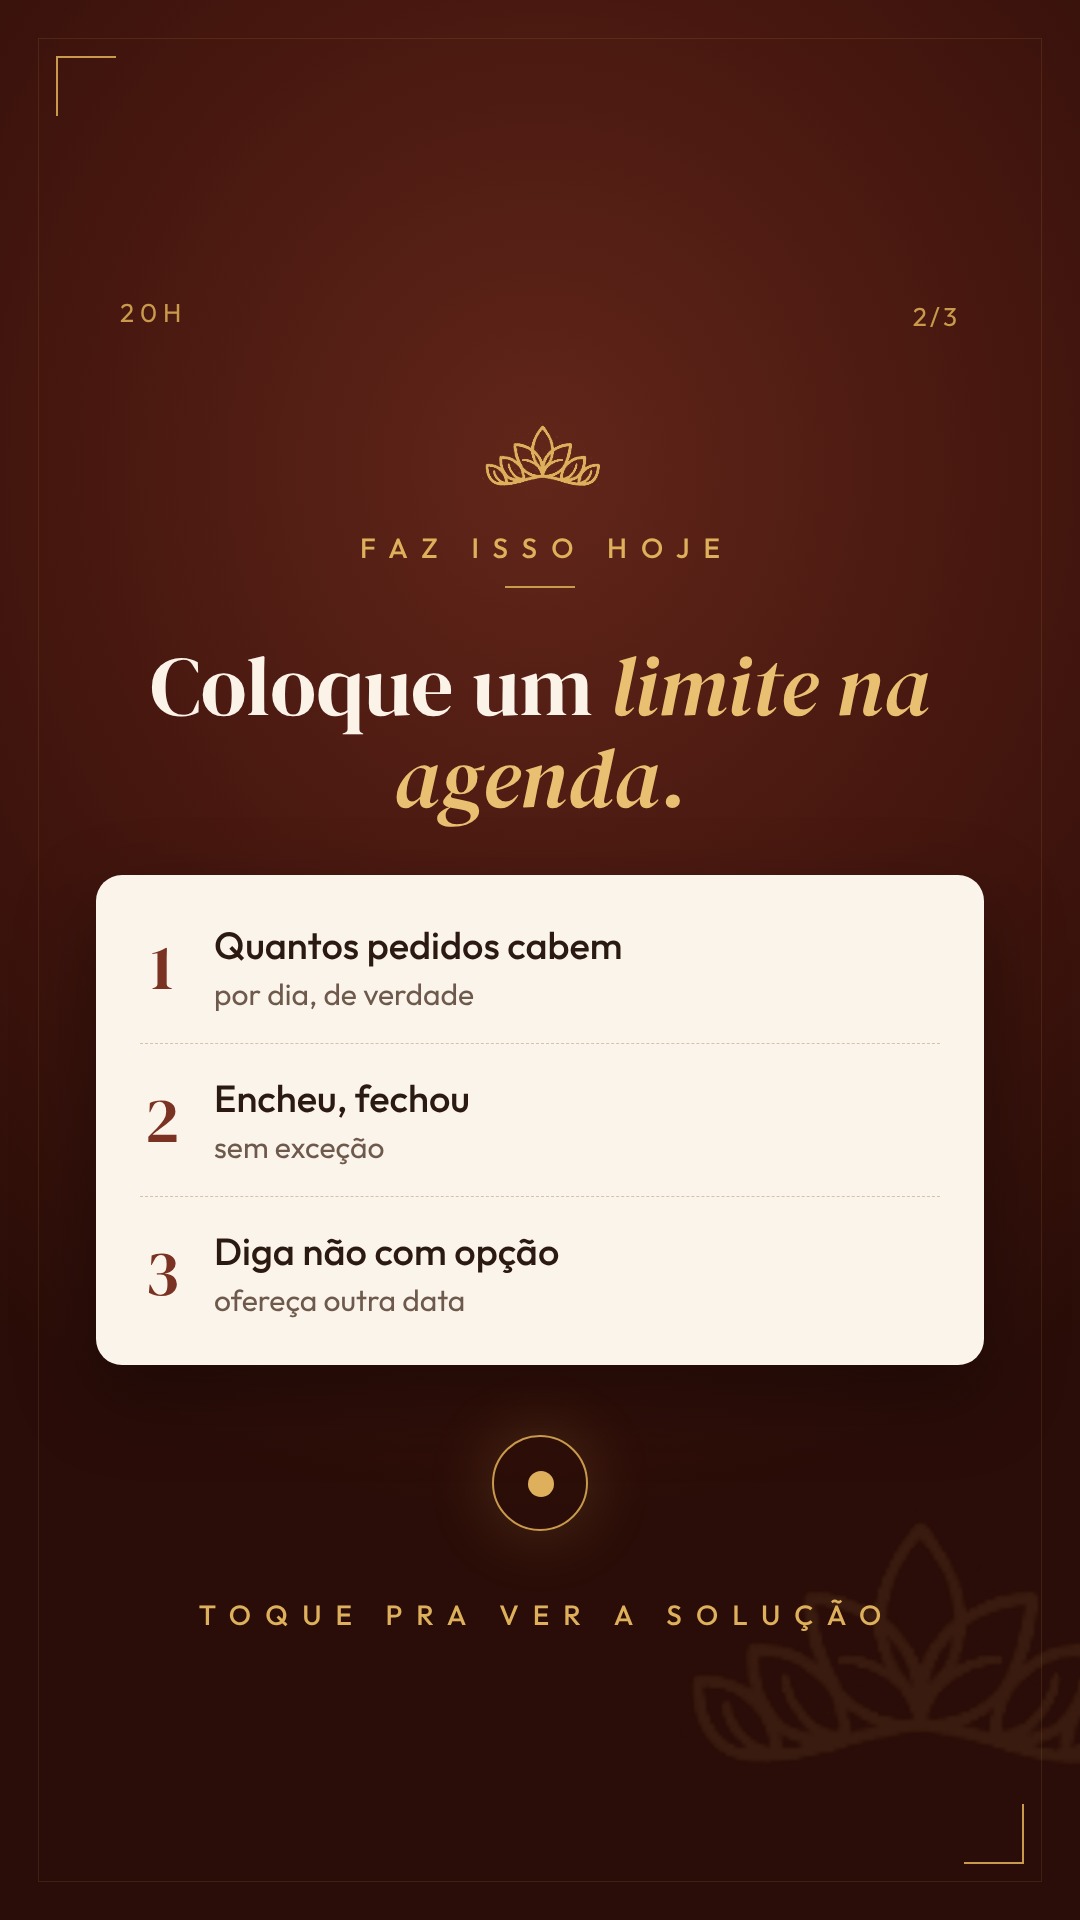 20H
2/3
FAZ ISSO HOJE
Coloque um limite na
agenda.
1
Quantos pedidos cabem
por dia, de verdade
2
Encheu, fechou
sem exceção
3
Diga não com opção
ofereça outra data
TOQUE PRA VER A SOLUÇÃO